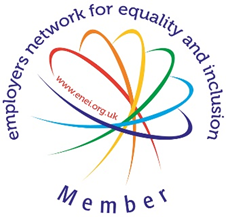 employers network for equality and inclusion
www.enei.org.uk
Member